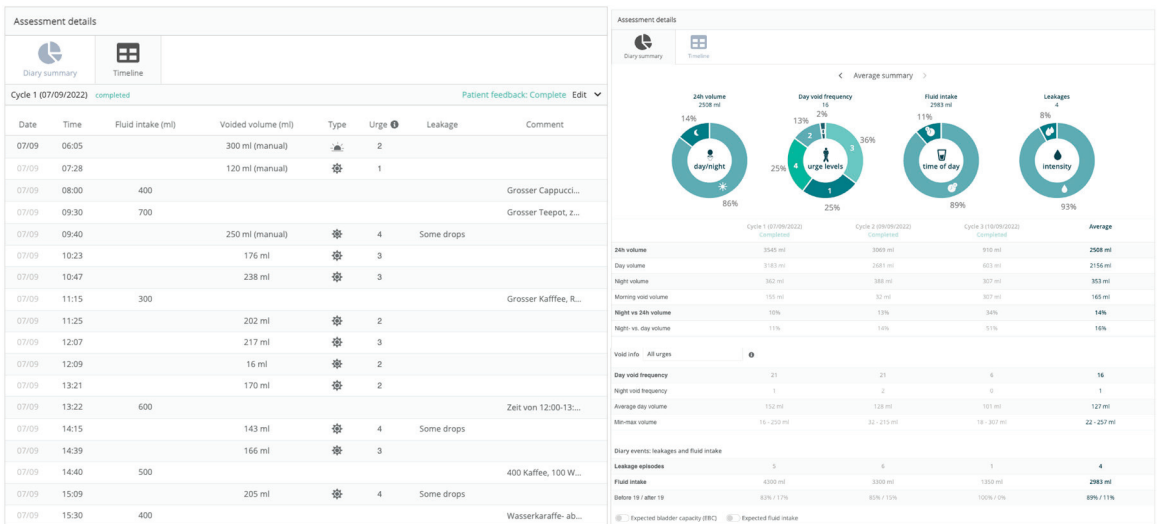 Assessment details
Diary summary
Timeline
Cycle 1 (07/09/2022) completed Patient feedback: Complete Edit
Date Time Fluid intake (ml) Voided volume (ml) Type Urge Leakage Comment
07/09 06:05 300 ml (manual) 2
07/09 07:28 120 ml (manual) 1
07/09 08:00 400 Grosser Cappucci...
07/09 09:30 700 Grosser Teepot, z...
07/09 09:40 250 ml (manual) 4 Some drops
07/09 10:23 176 ml 3
07/09 10:47 238 ml 3
07/09 11:15 300 Grosser Kafffee, R...
07/09 11:25 202 ml 2
07/09 12:07 217 ml 3
07/09 12:09 16 ml 2
07/09 13:21 170 ml 2
07/09 13:22 600 Zeit von 12:00-13:...
07/09 14:15 143 ml 4 Some drops
07/09 14:39 166 ml 3
07/09 14:40 500 400 Kaffee, 100 W...
07/09 15:09 205 ml 4 Some drops
07/09 15:30 400 Wasserkaraffe- ab...
Assessment details
Diary summary
Timeline
< Average summary >
24h volume
2508 ml
14%
day/night
86%
Day void frequency
16
2%
13%
2
36%
3
25%
4
urge levels
1
25%
Fluid intake
2983 ml
11%
time of day
89%
Leakages
4
8%
intensity
93%
Cycle 1 (07/09/2022) Cycle 2 (09/09/2022) Cycle 3 (10/09/2022) Average
Completed Completed Completed
24h volume 3545 ml 3069 ml 910 ml 2508 ml
Day volume 3183 ml 2681 ml 603 ml 2156 ml
Night volume 362 ml 388 ml 307 ml 353 ml
Morning void volume 155 ml 32 ml 307 ml 165 ml
Night vs 24h volume 10% 13% 34% 14%
Night- vs. day volume 11% 14% 51% 16%
Void info All urges
Day void frequency 21 21 6 16
Night void frequency 1 2 0 1
Average day volume 152 ml 128 ml 101 ml 127 ml
Min-max volume 16 - 250 ml 32 - 215 ml 18 - 307 ml 22 - 257 ml
Diary events: leakages and fluid intake
Leakage episodes 5 6 1 4
Fluid intake 4300 ml 3300 ml 1350 ml 2983 ml
Before 19 / after 19 83% / 17% 85% / 15% 100% / 0% 89% / 11%
Expected bladder capacity (EBC) Expected fluid intake